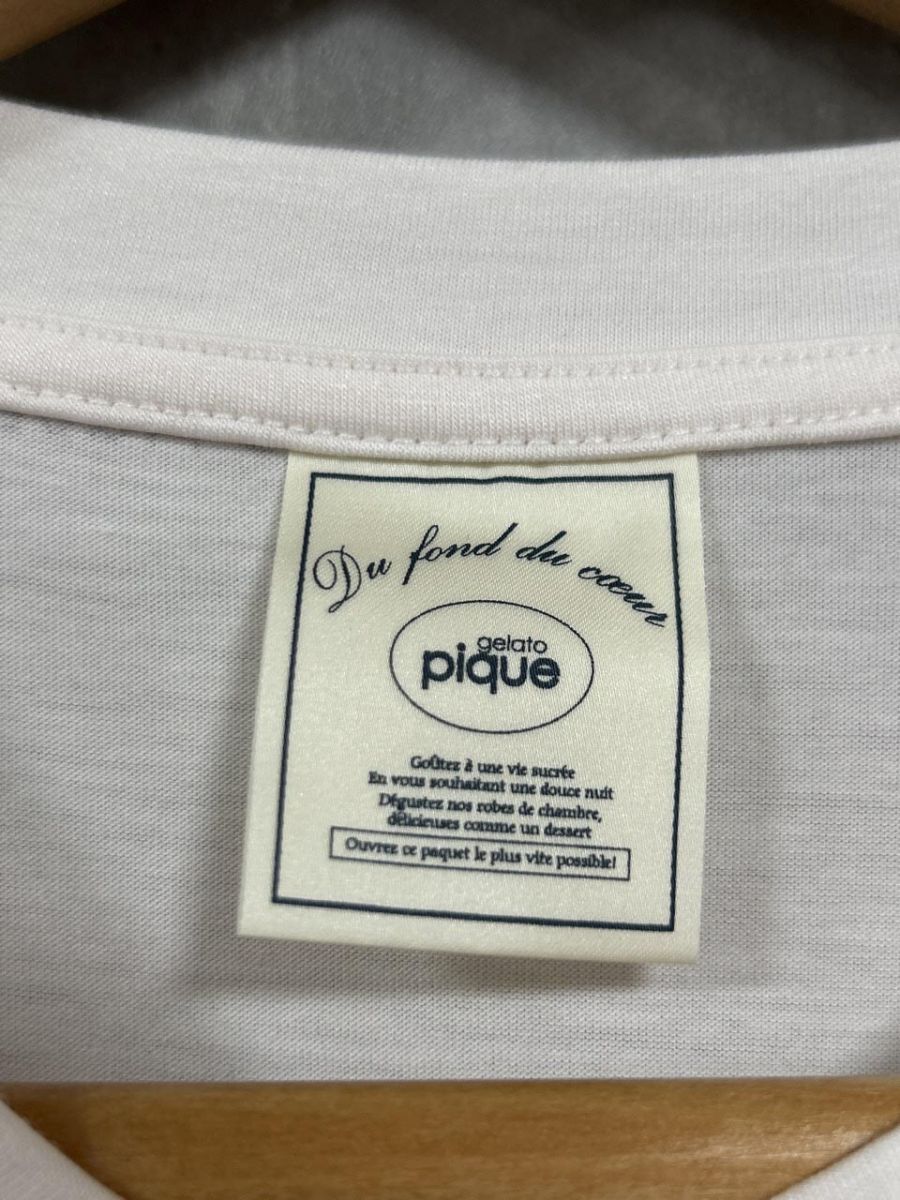 Du fond du cœur
gelato
pique
Goûtez à une vie sucrée
En vous souhaitant une douce nuit
Dégustez nos robes de chambre,
délicieuses comme un dessert
Ouvrez ce paquet le plus vite possible!